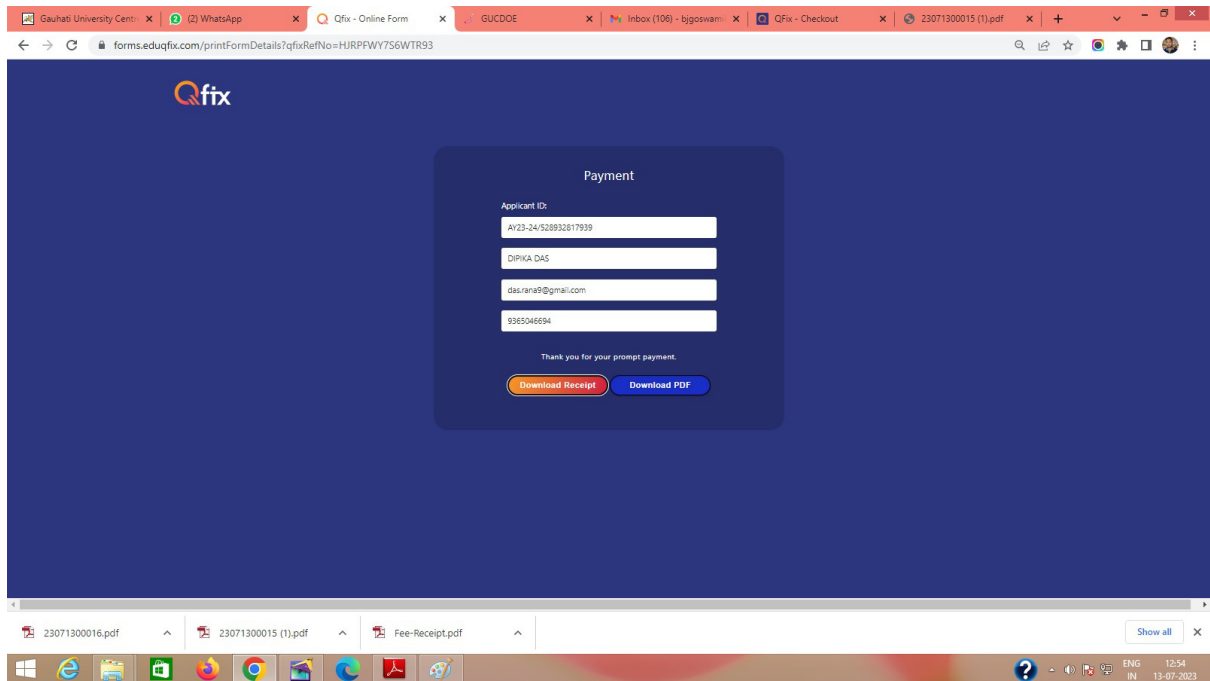 Gauhati University Centr
(2) WhatsApp
Qfix - Online Form
GUCDOE
Inbox (106) - bjgoswami
QFix - Checkout
23071300015 (1).pdf
forms.eduqfix.com/printFormDetails?qfixRefNo=HJRPFWY7S6WTR93
Qfix
Payment
Applicant ID:
AY23-24/528932817939
DIPIKA DAS
das.rana9@gmail.com
9365046694
Thank you for your prompt payment.
Download Receipt Download PDF
23071300016.pdf
23071300015 (1).pdf
Fee-Receipt.pdf
Show all
ENG 12:54
IN 13-07-2023